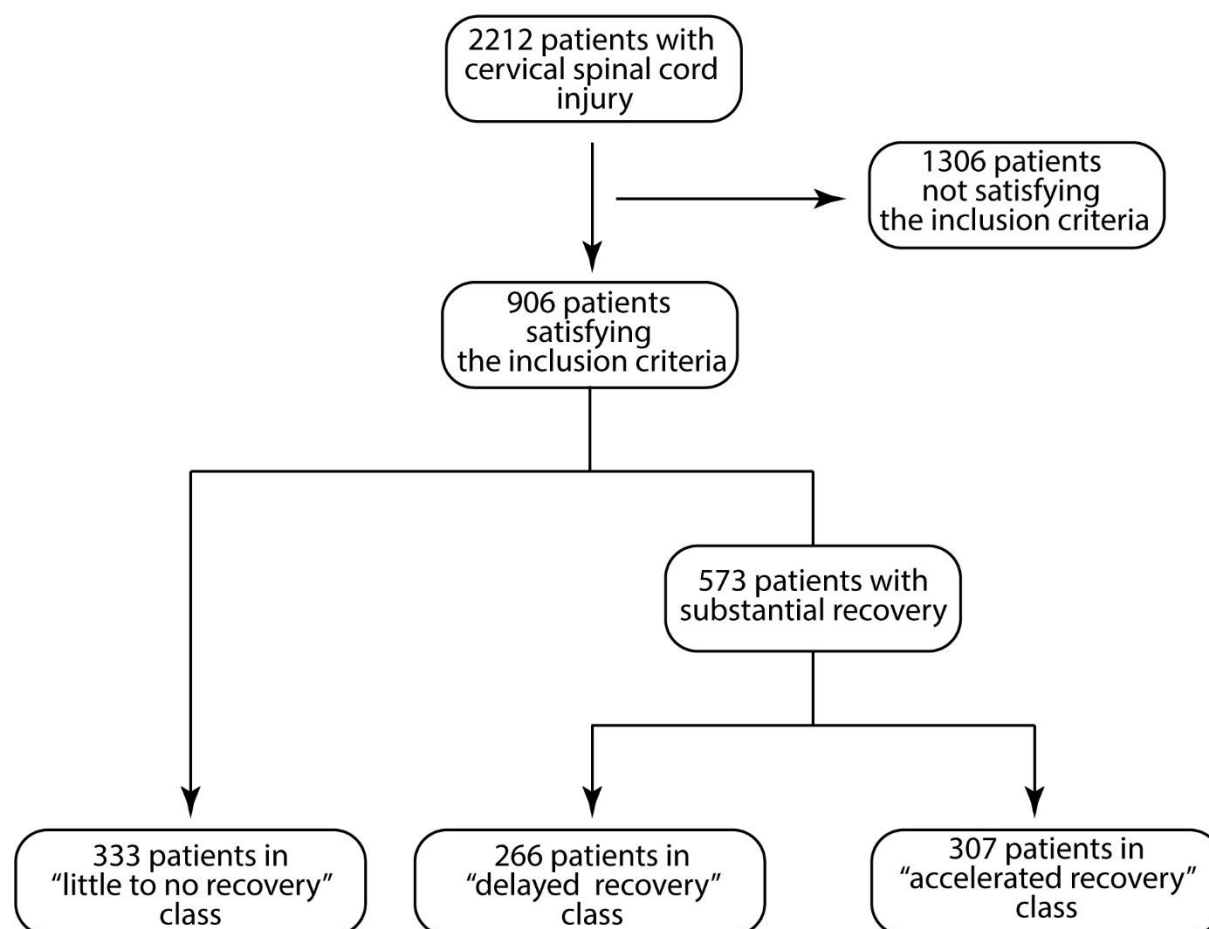 2212 patients with
cervical spinal cord
injury
1306 patients
not satisfying
the inclusion criteria
906 patients
satisfying
the inclusion criteria
573 patients with
substantial recovery
333 patients in
“little to no recovery”
class
266 patients in
“delayed recovery”
class
307 patients in
“accelerated recovery”
class